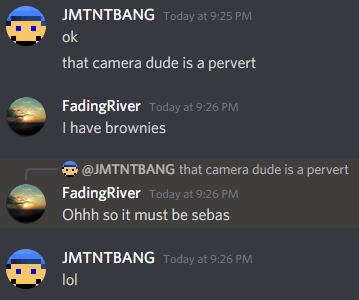 JMTNTBANG Today at 9:25 PM
ok
that camera dude is a pervert
FadingRiver Today at 9:26 PM
I have brownies
@JMTNTBANG that camera dude is a pervert
FadingRiver Today at 9:26 PM
Ohhh so it must be sebas
JMTNTBANG Today at 9:26 PM
lol